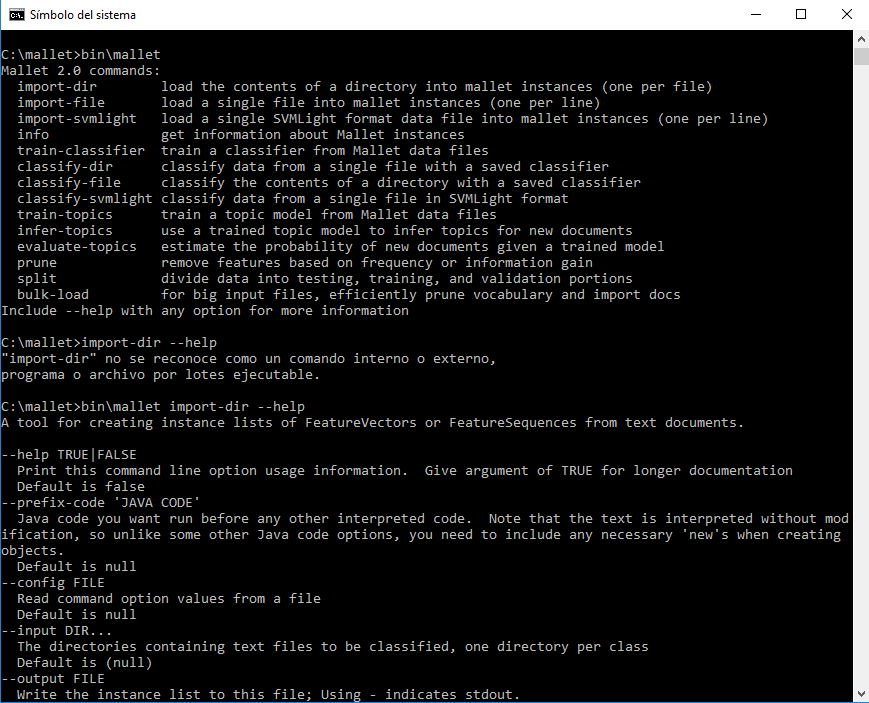 Símbolo del sistema
C:\mallet>bin\mallet
Mallet 2.0 commands:
  import-dir        load the contents of a directory into mallet instances (one per file)
  import-file       load a single file into mallet instances (one per line)
  import-svmlight   load a single SVMLight format data file into mallet instances (one per line)
  info              get information about Mallet instances
  train-classifier  train a classifier from Mallet data files
  classify-dir      classify data from a single file with a saved classifier
  classify-file     classify the contents of a directory with a saved classifier
  classify-svmlight classify data from a single file in SVMLight format
  train-topics      train a topic model from Mallet data files
  infer-topics      use a trained topic model to infer topics for new documents
  evaluate-topics   estimate the probability of new documents given a trained model
  prune             remove features based on frequency or information gain
  split             divide data into testing, training, and validation portions
  bulk-load         for big input files, efficiently prune vocabulary and import docs
Include --help with any option for more information
C:\mallet>import-dir --help
"import-dir" no se reconoce como un comando interno o externo,
programa o archivo por lotes ejecutable.
C:\mallet>bin\mallet import-dir --help
A tool for creating instance lists of FeatureVectors or FeatureSequences from text documents.
--help TRUE|FALSE
  Print this command line option usage information.  Give argument of TRUE for longer documentation
  Default is false
--prefix-code 'JAVA CODE'
  Java code you want run before any other interpreted code.  Note that the text is interpreted without mod
ification, so unlike some other Java code options, you need to include any necessary 'new's when creating
objects.
  Default is null
--config FILE
  Read command option values from a file
  Default is null
--input DIR...
  The directories containing text files to be classified, one directory per class
  Default is (null)
--output FILE
  Write the instance list to this file; Using - indicates stdout.